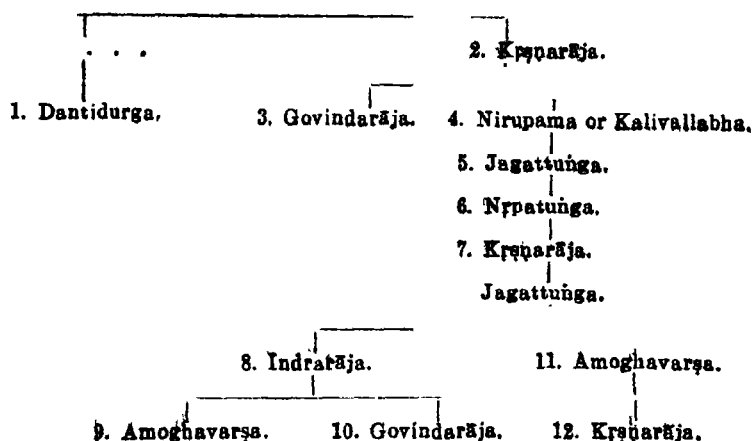 . . .
2. Kṛṣṇarāja.
1. Dantidurga. 3. Govindarāja. 4. Nirupama or Kalivallabha.
5. Jagattuṅga.
6. Nṛpatuṅga.
7. Kṛṣṇarāja.
Jagattuṅga.
8. Indrarāja. 11. Amoghavarṣa.
9. Amoghavarṣa. 10. Govindarāja. 12. Kṛṣṇarāja.